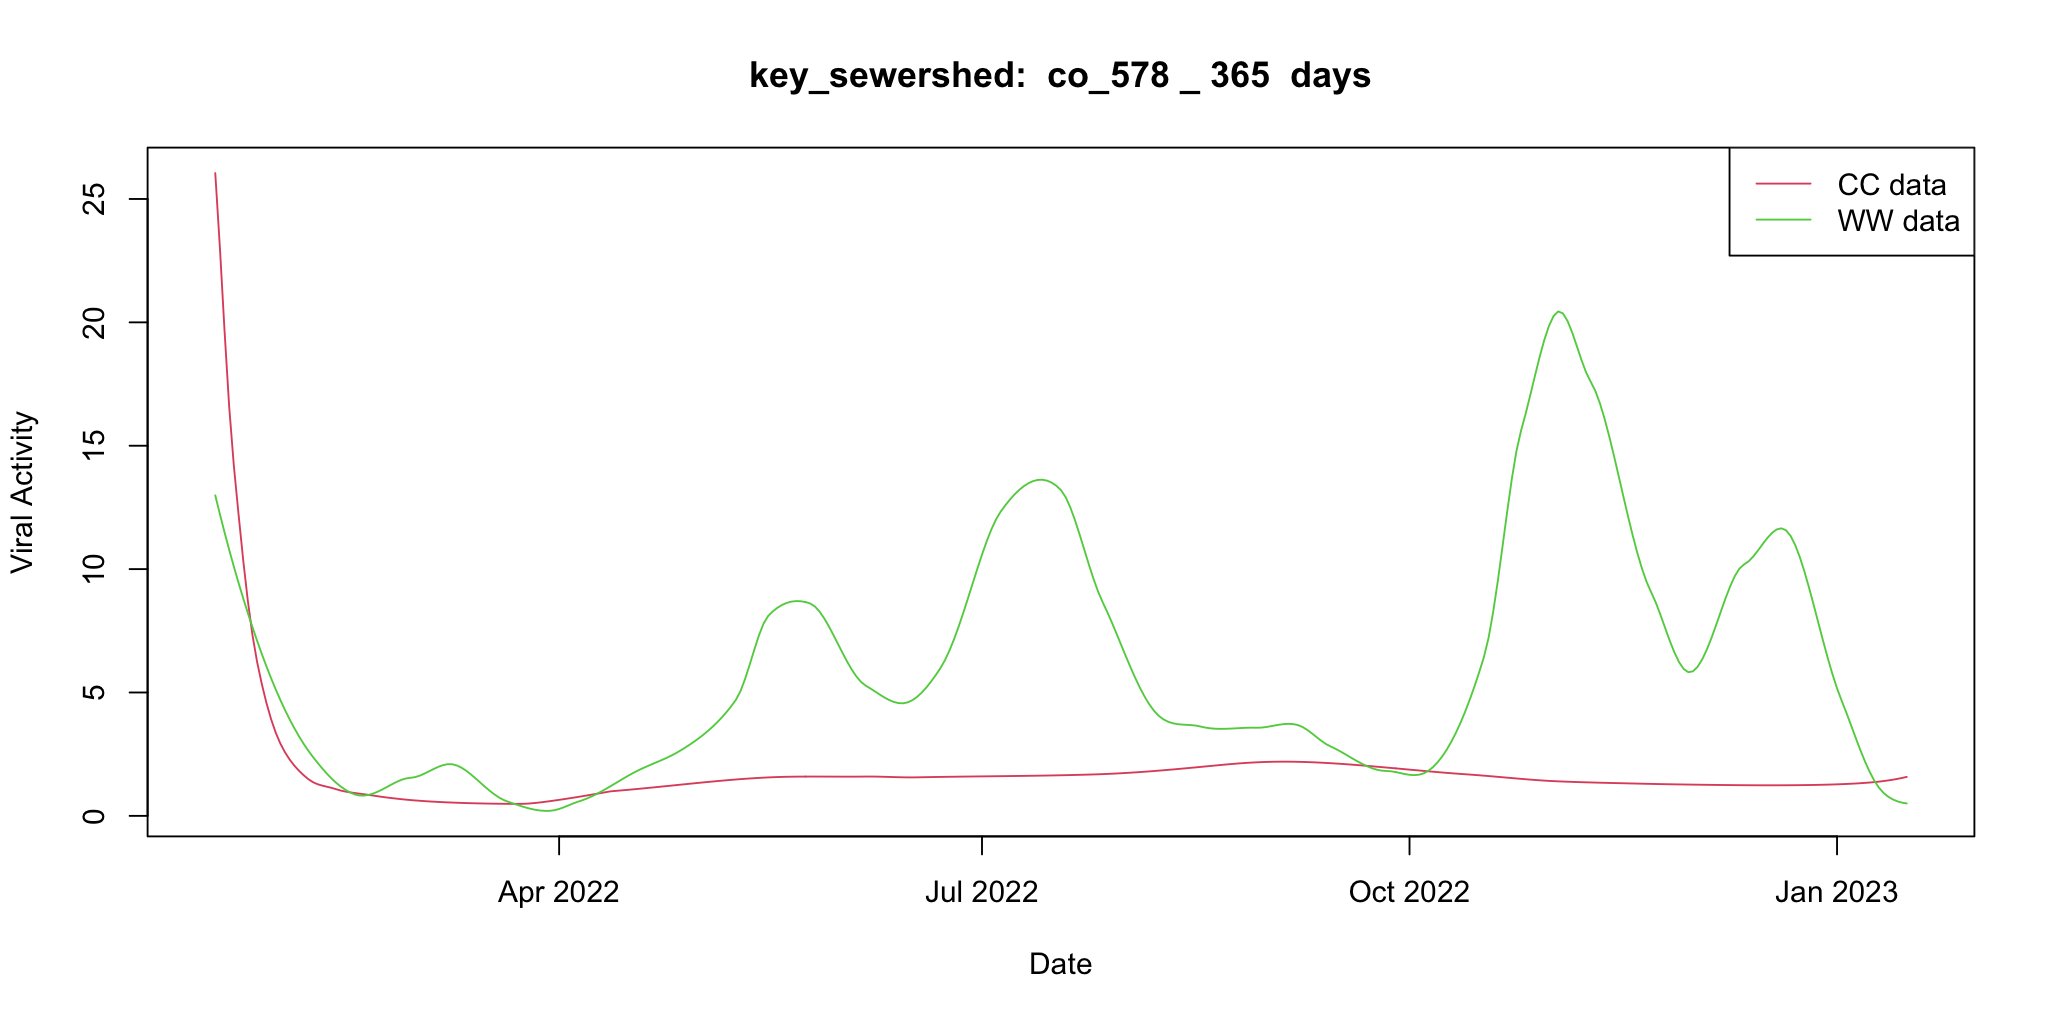 key_sewershed: co_578 _ 365 days
CC data
WW data
Viral Activity
25
20
15
10
5
0
Apr 2022
Jul 2022
Oct 2022
Jan 2023
Date